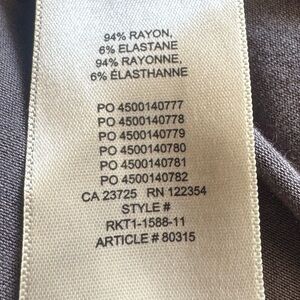 94% RAYON,
6% ELASTANE
94% RAYONNE,
6% ÉLASTHANNE
PO 4500140777
PO 4500140778
PO 4500140779
PO 4500140780
PO 4500140781
PO 4500140782
CA 23725 RN 122354
STYLE #
RKT1-1588-11
ARTICLE # 80315